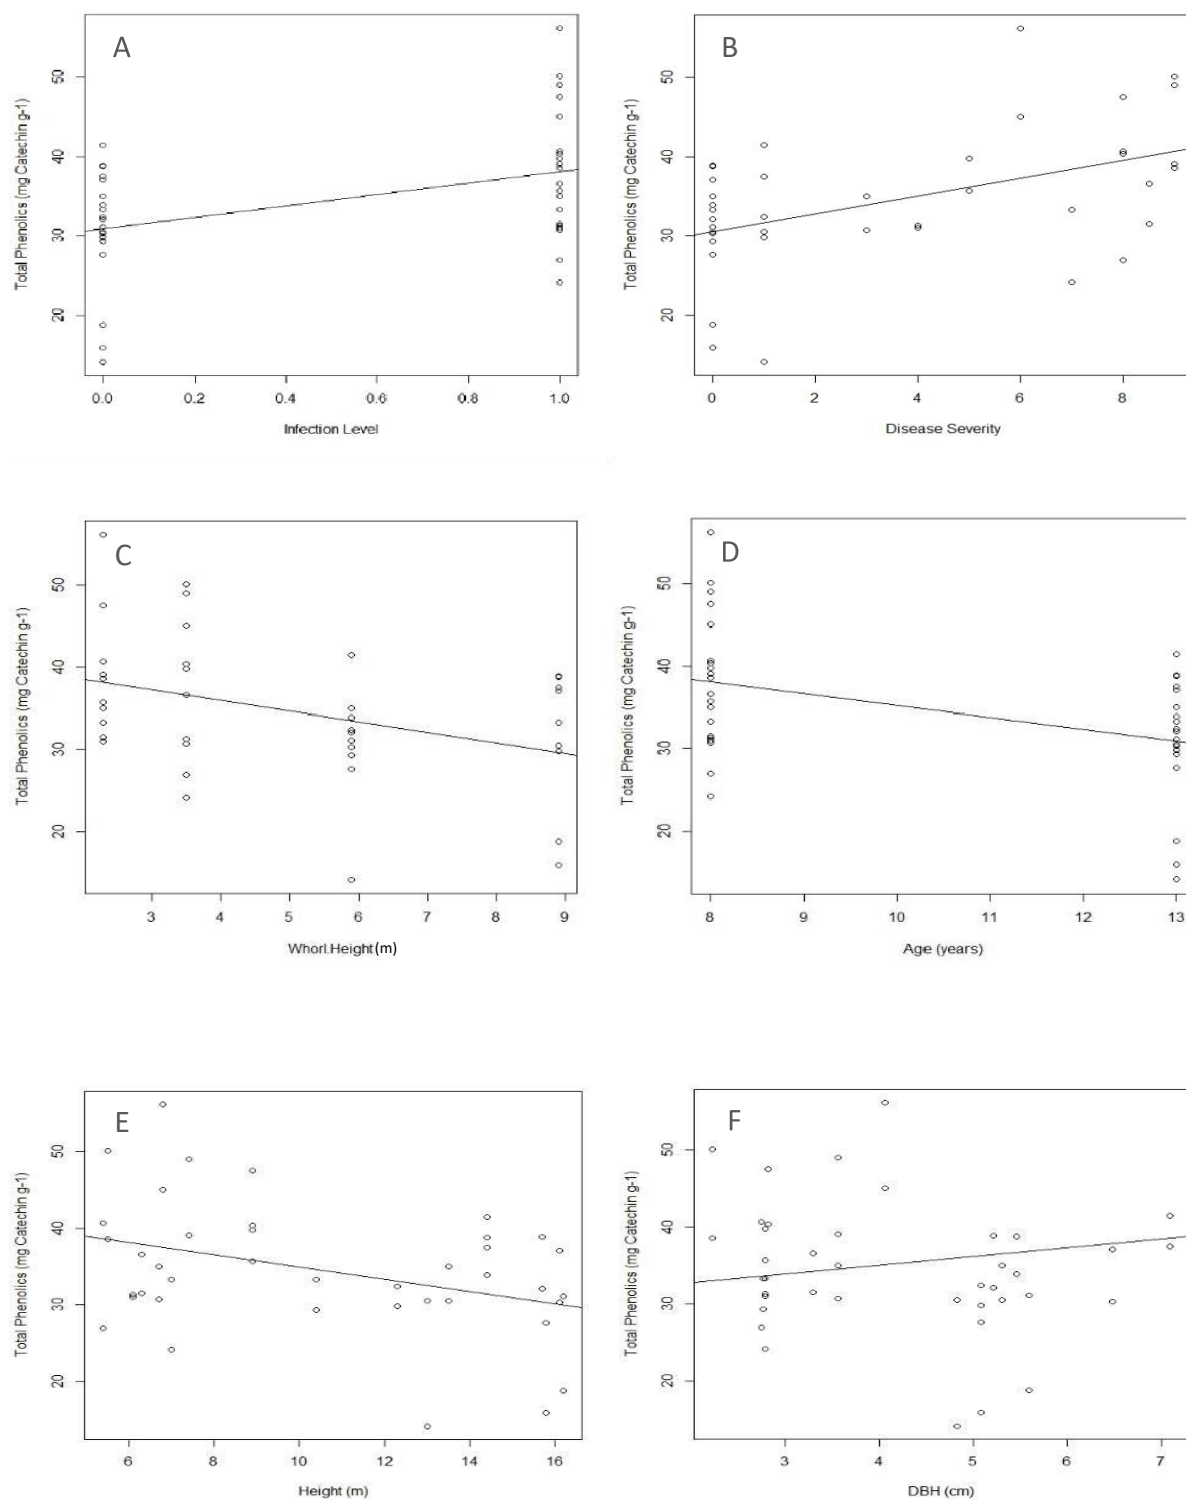 A
Total Phenolics (mg Catechin g-1)
50
40
30
20
0.0 0.2 0.4 0.6 0.8 1.0
Infection Level
B
Total Phenolics (mg Catechin g-1)
50
40
30
20
0 2 4 6 8
Disease Severity
C
Total Phenolics (mg Catechin g-1)
50
40
30
20
3 4 5 6 7 8 9
Whorl.Height (m)
D
Total Phenolics (mg Catechin g-1)
50
40
30
20
8 9 10 11 12 13
Age (years)
E
Total Phenolics (mg Catechin g-1)
50
40
30
20
6 8 10 12 14 16
Height (m)
F
Total Phenolics (mg Catechin g-1)
50
40
30
20
3 4 5 6 7
DBH (cm)